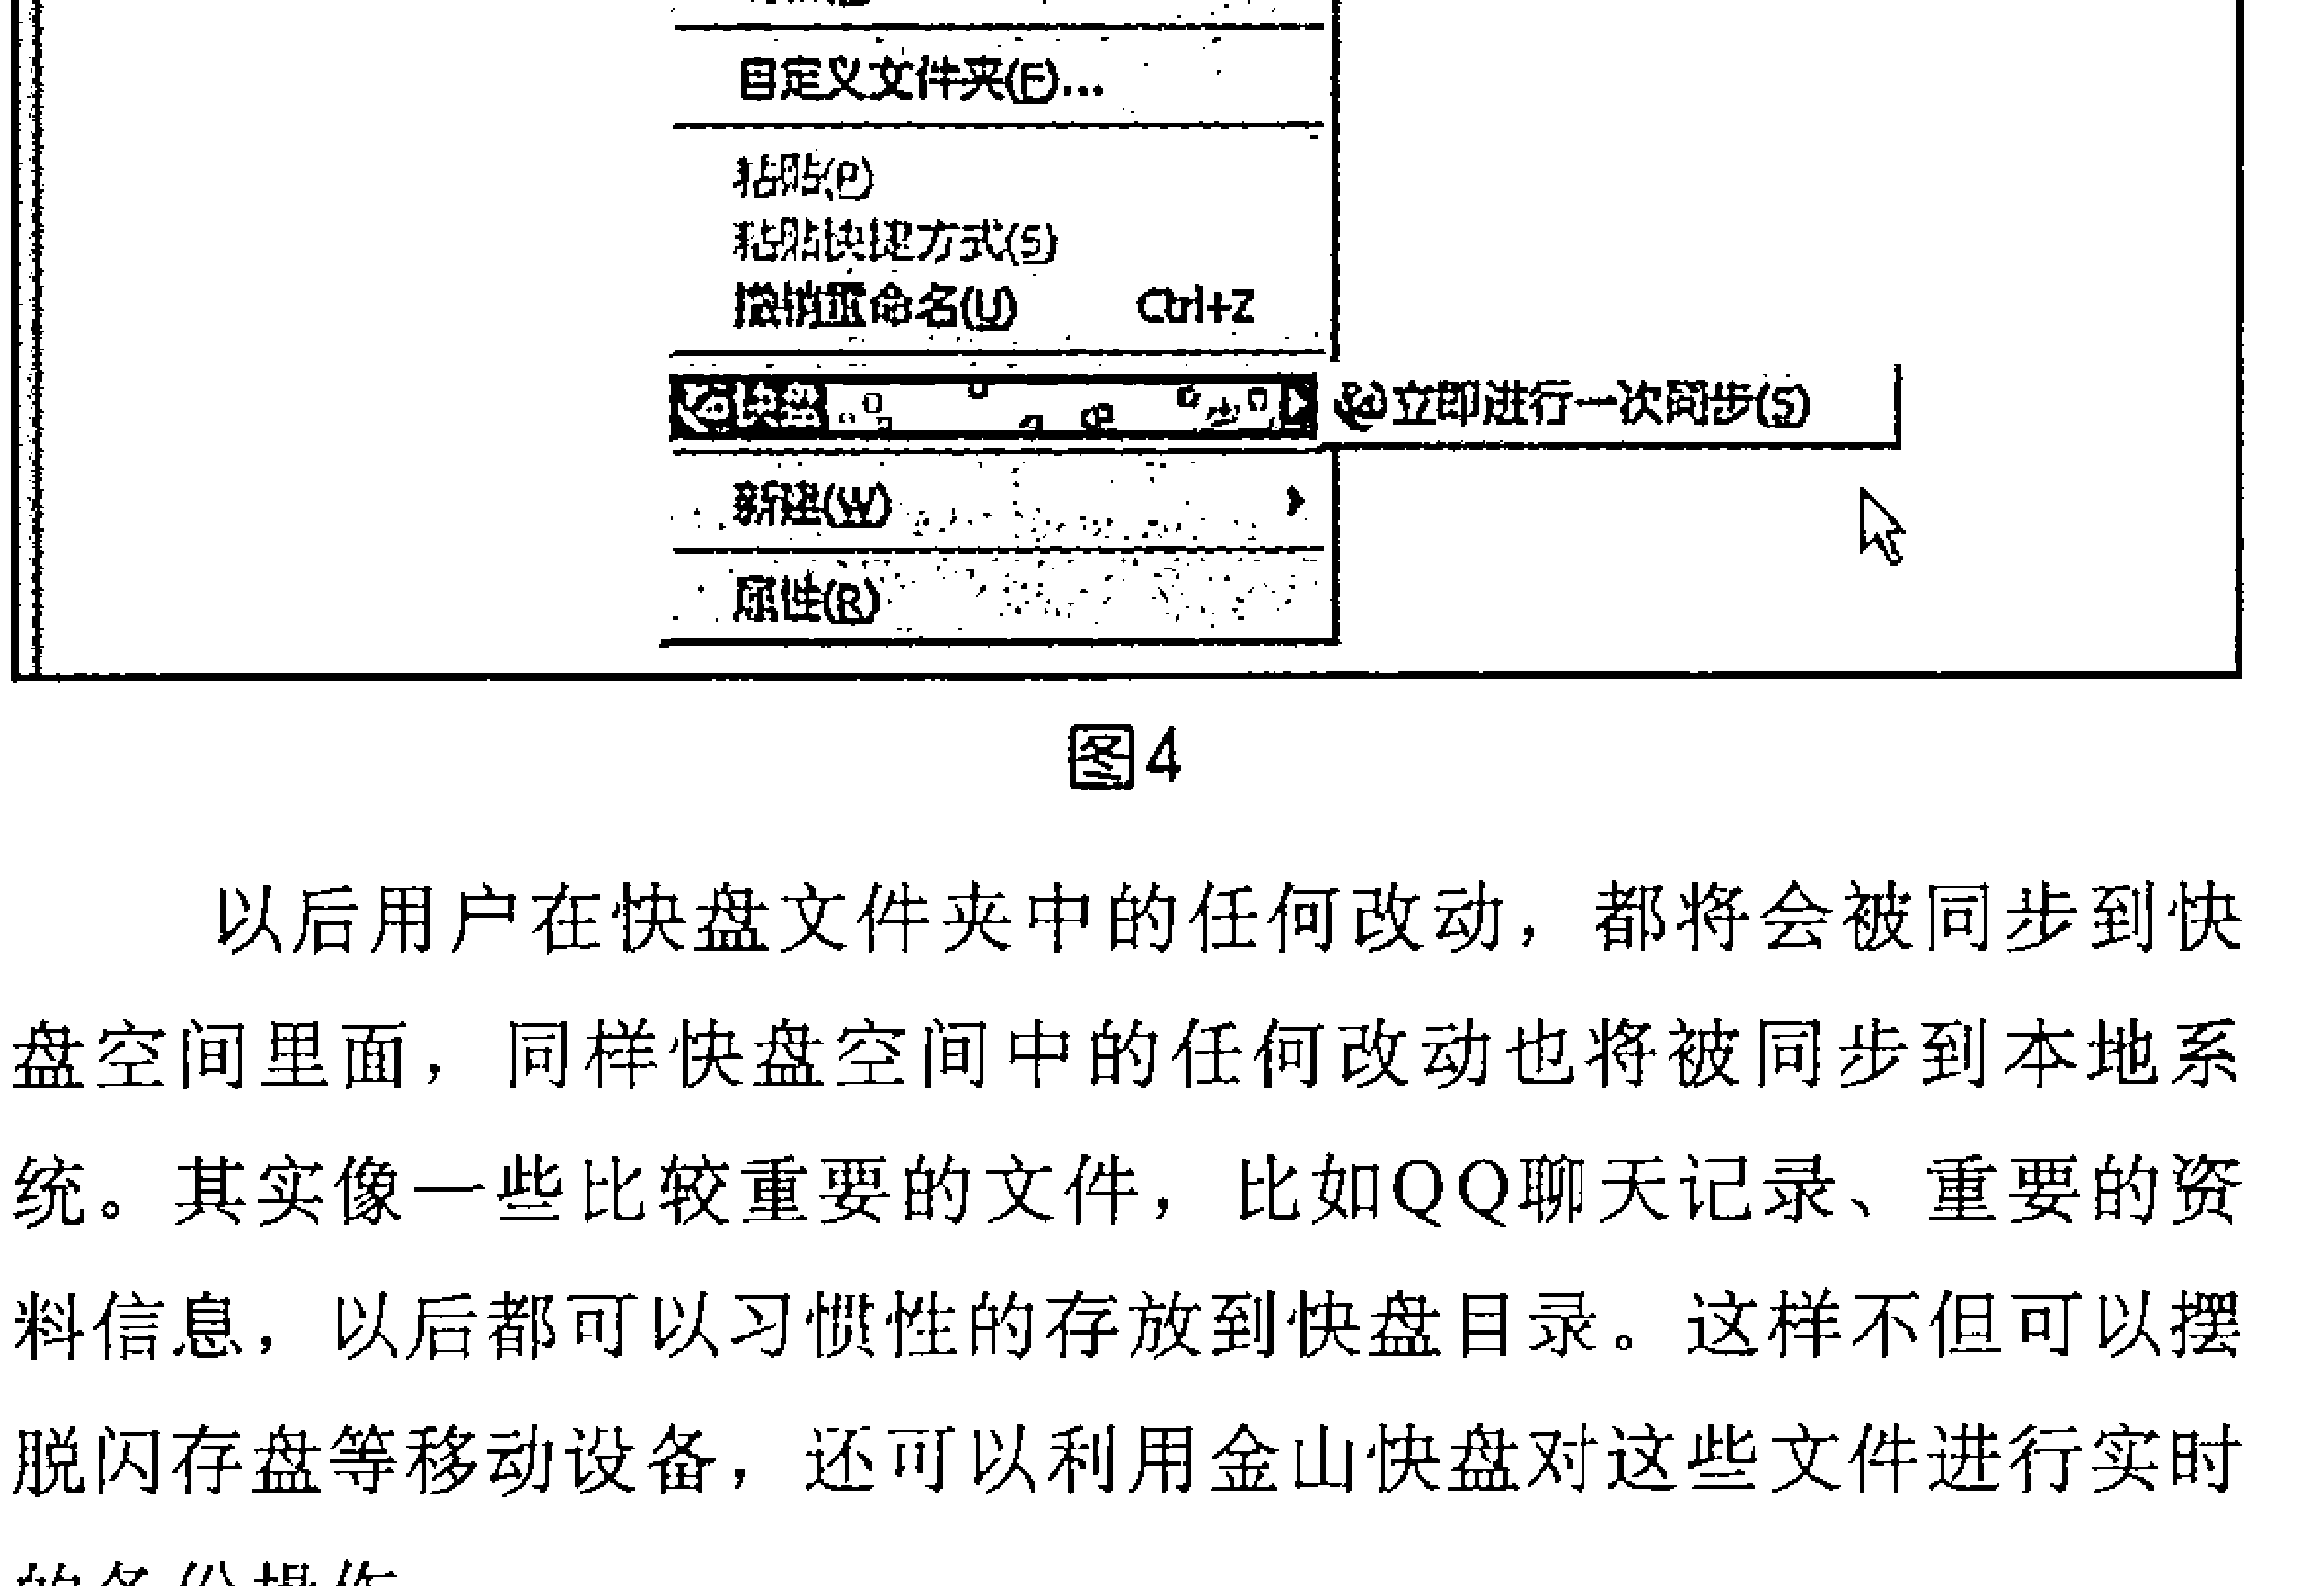 自定义文件夹(F)...
粘贴(P)
粘贴快捷方式(S)
撤销重命名(U) Ctrl+Z
快盘 立即进行一次同步(S)
新建(W)
属性(R)
图4
以后用户在快盘文件夹中的任何改动，都将会被同步到快
盘空间里面，同样快盘空间中的任何改动也将被同步到本地系
统。其实像一些比较重要的文件，比如QQ聊天记录、重要的资
料信息，以后都可以习惯性的存放到快盘目录。这样不但可以摆
脱闪存盘等移动设备，还可以利用金山快盘对这些文件进行实时
的备份操作